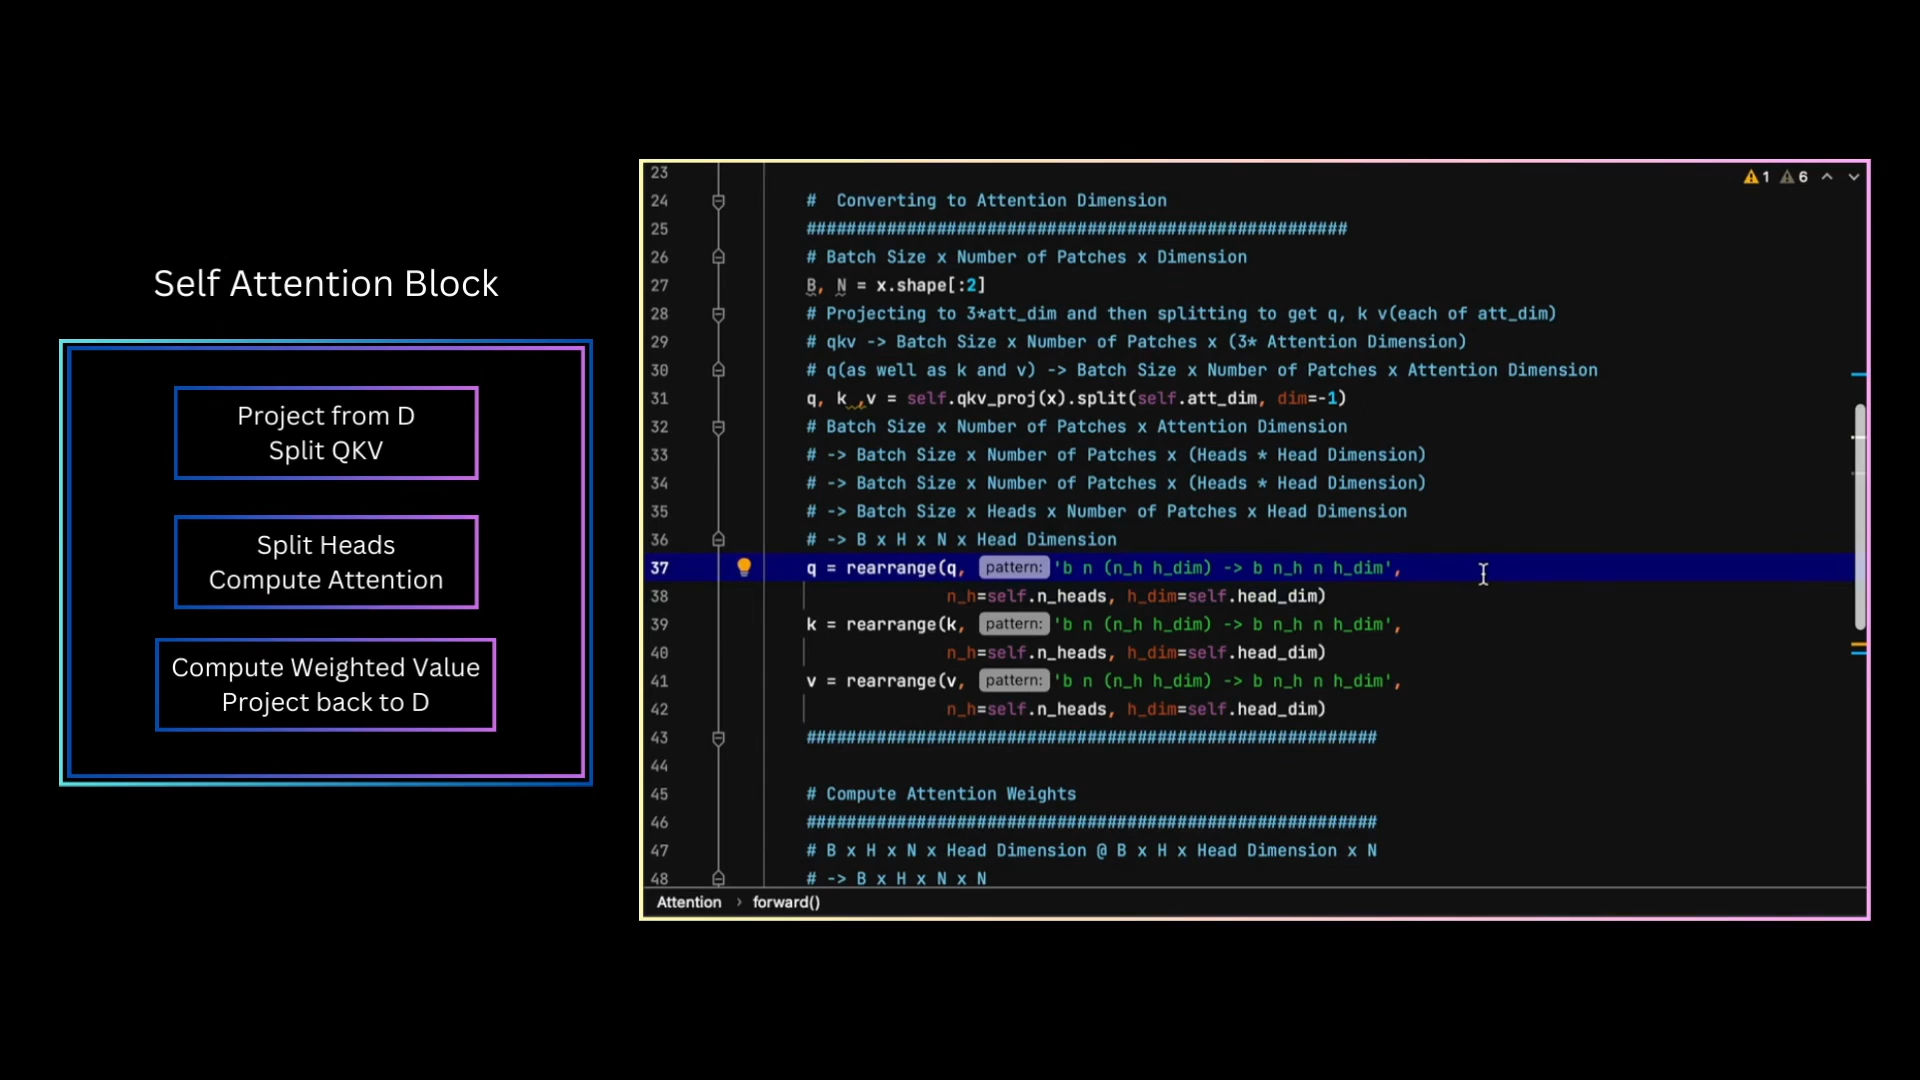 Self Attention Block
Project from D
Split QKV
Split Heads
Compute Attention
Compute Weighted Value
Project back to D
1 6
23
24 # Converting to Attention Dimension
25 ######################################################
26 # Batch Size x Number of Patches x Dimension
27 B, N = x.shape[:2]
28 # Projecting to 3*att_dim and then splitting to get q, k v(each of att_dim)
29 # qkv -> Batch Size x Number of Patches x (3* Attention Dimension)
30 # q(as well as k and v) -> Batch Size x Number of Patches x Attention Dimension
31 q, k ,v = self.qkv_proj(x).split(self.att_dim, dim=-1)
32 # Batch Size x Number of Patches x Attention Dimension
33 # -> Batch Size x Number of Patches x (Heads * Head Dimension)
34 # -> Batch Size x Number of Patches x (Heads * Head Dimension)
35 # -> Batch Size x Heads x Number of Patches x Head Dimension
36 # -> B x H x N x Head Dimension
37 q = rearrange(q, pattern: 'b n (n_h h_dim) -> b n_h n h_dim',
38 n_h=self.n_heads, h_dim=self.head_dim)
39 k = rearrange(k, pattern: 'b n (n_h h_dim) -> b n_h n h_dim',
40 n_h=self.n_heads, h_dim=self.head_dim)
41 v = rearrange(v, pattern: 'b n (n_h h_dim) -> b n_h n h_dim',
42 n_h=self.n_heads, h_dim=self.head_dim)
43 #########################################################
44
45 # Compute Attention Weights
46 #########################################################
47 # B x H x N x Head Dimension @ B x H x Head Dimension x N
48 # -> B x H x N x N
Attention › forward()